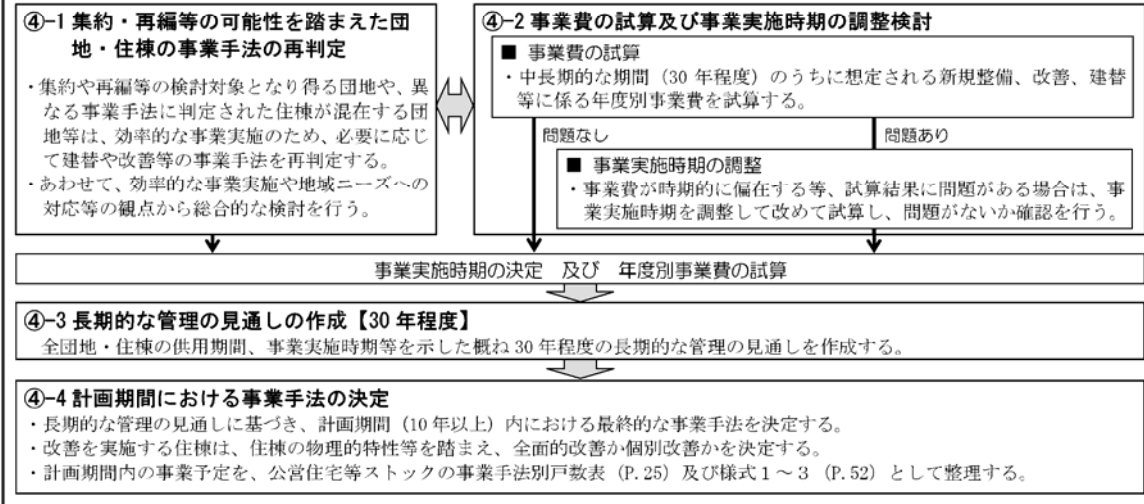 ④-1 集約・再編等の可能性を踏まえた団
地・住棟の事業手法の再判定
・集約や再編等の検討対象となり得る団地や、異
なる事業手法に判定された住棟が混在する団
地等は、効率的な事業実施のため、必要に応じ
て建替や改善等の事業手法を再判定する。
・あわせて、効率的な事業実施や地域ニーズへの
対応等の観点から総合的な検討を行う。
④-2 事業費の試算及び事業実施時期の調整検討
■ 事業費の試算
・中長期的な期間（30 年程度）のうちに想定される新規整備、改善、建替
等に係る年度別事業費を試算する。
問題なし
問題あり
■ 事業実施時期の調整
・事業費が時期的に偏在する等、試算結果に問題がある場合は、事
業実施時期を調整して改めて試算し、問題がないか確認を行う。
事業実施時期の決定　及び　年度別事業費の試算
④-3 長期的な管理の見通しの作成【30 年程度】
全団地・住棟の供用期間、事業実施時期等を示した概ね 30 年程度の長期的な管理の見通しを作成する。
④-4 計画期間における事業手法の決定
・長期的な管理の見通しに基づき、計画期間（10 年以上）内における最終的な事業手法を決定する。
・改善を実施する住棟は、住棟の物理的特性等を踏まえ、全面的改善か個別改善かを決定する。
・計画期間内の事業予定を、公営住宅等ストックの事業手法別戸数表（P.25）及び様式１～３（P.52）として整理する。